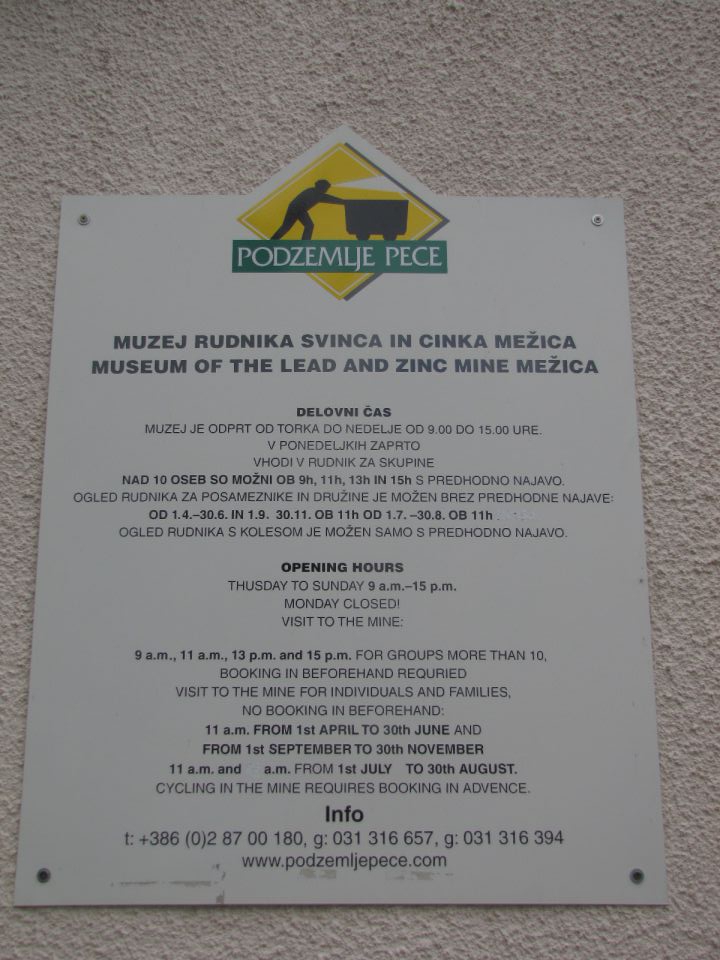 PODZEMLJE PECE
MUZEJ RUDNIKA SVINCA IN CINKA MEŽICA
MUSEUM OF THE LEAD AND ZINC MINE MEŽICA
DELOVNI ČAS
MUZEJ JE ODPRT OD TORKA DO NEDELJE OD 9.00 DO 15.00 URE.
V PONEDELJKIH ZAPRTO
VHODI V RUDNIK ZA SKUPINE
NAD 10 OSEB SO MOŽNI OB 9h, 11h, 13h IN 15h S PREDHODNO NAJAVO.
OGLED RUDNIKA ZA POSAMEZNIKE IN DRUŽINE JE MOŽEN BREZ PREDHODNE NAJAVE:
OD 1.4.–30.6. IN 1.9. 30.11. OB 11h OD 1.7. –30.8. OB 11h
OGLED RUDNIKA S KOLESOM JE MOŽEN SAMO S PREDHODNO NAJAVO.
OPENING HOURS
THUSDAY TO SUNDAY 9 a.m.–15 p.m.
MONDAY CLOSED!
VISIT TO THE MINE:
9 a.m., 11 a.m., 13 p.m. and 15 p.m. FOR GROUPS MORE THAN 10,
BOOKING IN BEFOREHAND REQURIED
VISIT TO THE MINE FOR INDIVIDUALS AND FAMILIES,
NO BOOKING IN BEFOREHAND:
11 a.m. FROM 1st APRIL TO 30th JUNE AND
FROM 1st SEPTEMBER TO 30th NOVEMBER
11 a.m. and a.m. FROM 1st JULY TO 30th AUGUST.
CYCLING IN THE MINE REQUIRES BOOKING IN ADVENCE.
Info
t: +386 (0)2 87 00 180, g: 031 316 657, g: 031 316 394
www.podzemljepece.com